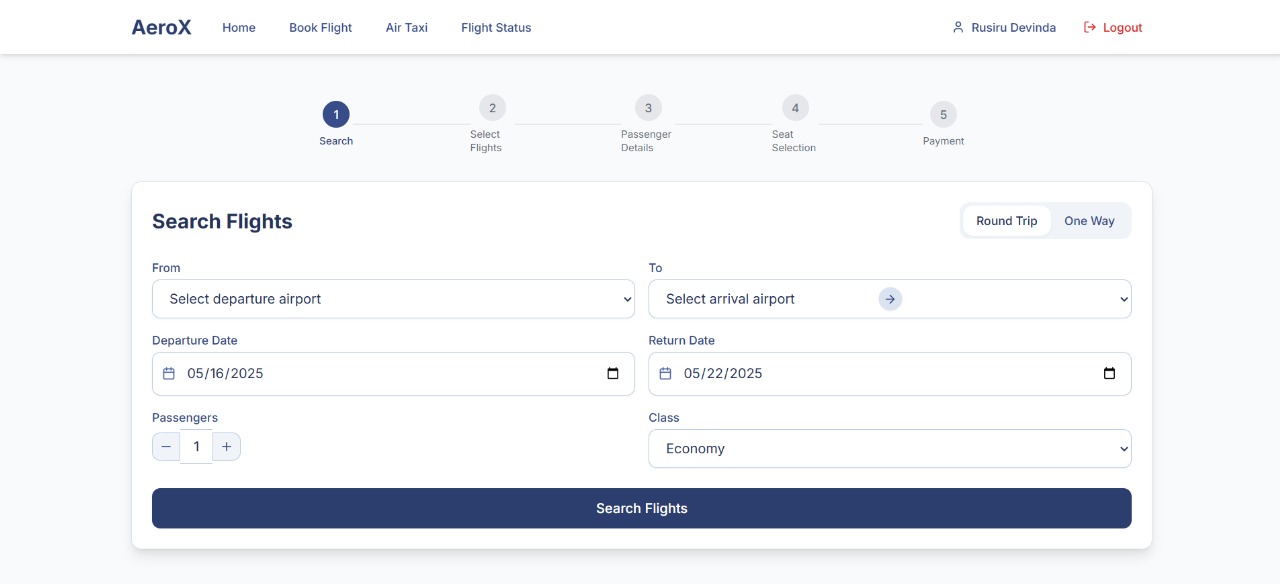 AeroX Home Book Flight Air Taxi Flight Status Rusiru Devinda Logout
1 2 3 4 5
Search Select Flights Passenger Details Seat Selection Payment
Search Flights Round Trip One Way
From To
Select departure airport Select arrival airport
Departure Date Return Date
05/16/2025 05/22/2025
Passengers Class
− 1 + Economy
Search Flights